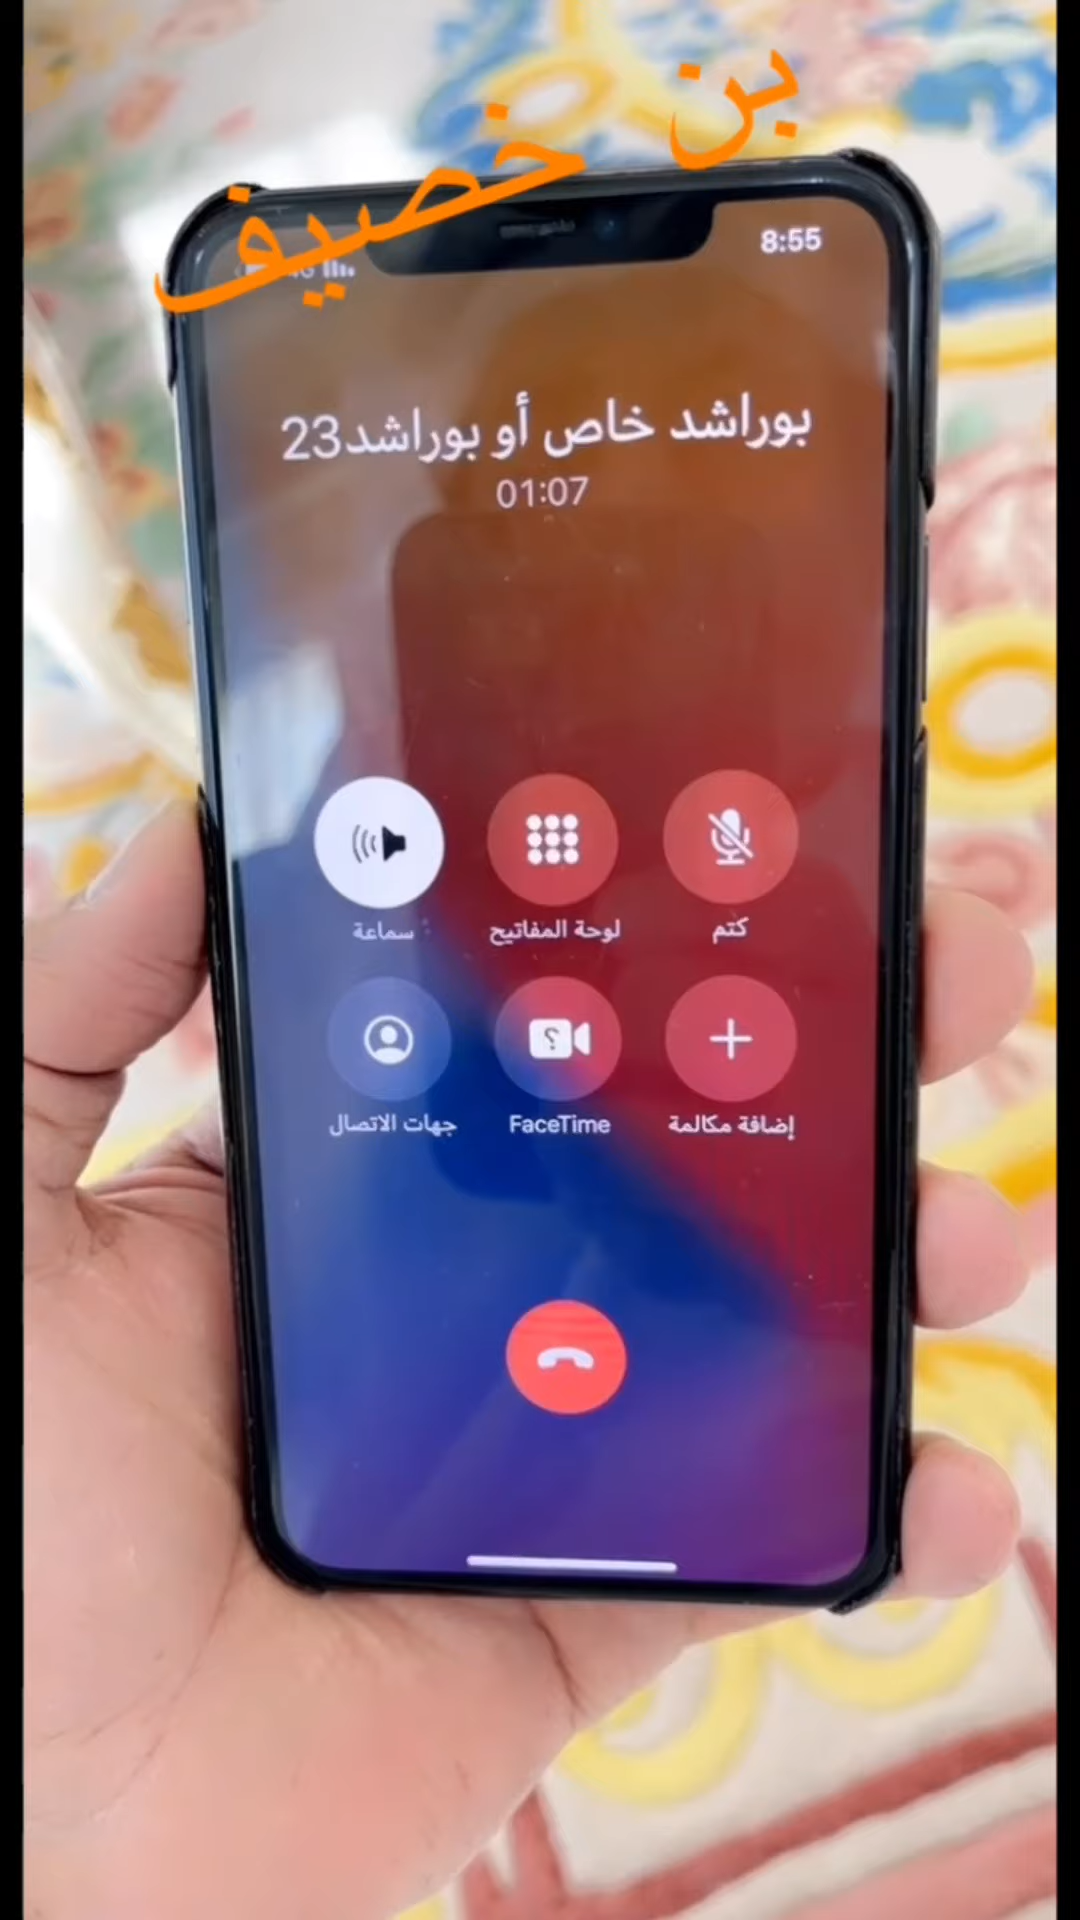 بن خصيف
8:55
4G
بوراشد خاص أو بوراشد23
01:07
كتم
لوحة المفاتيح
سماعة
إضافة مكالمة
FaceTime
جهات الاتصال